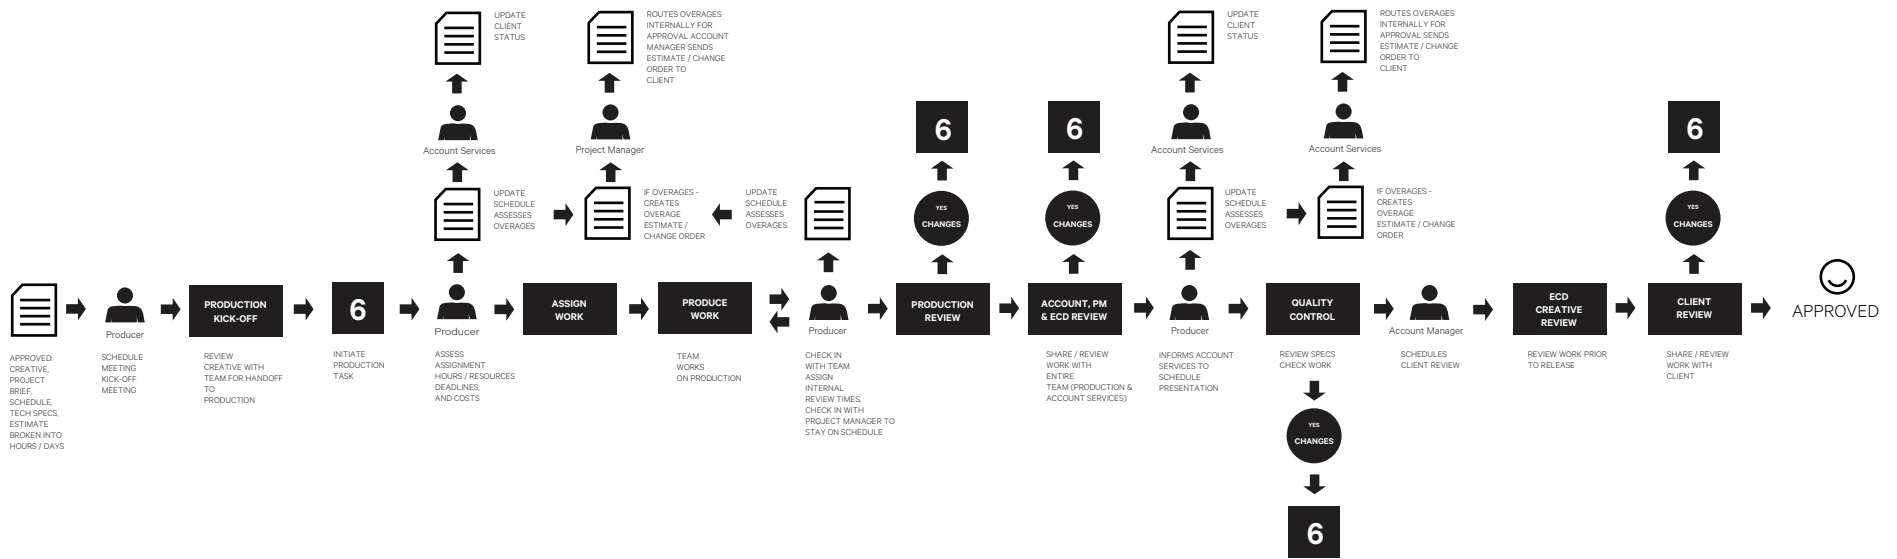 UPDATE
CLIENT
STATUS
ROUTES OVERAGES
INTERNALLY FOR
APPROVAL ACCOUNT
MANAGER SENDS
ESTIMATE / CHANGE
ORDER TO
CLIENT
UPDATE
CLIENT
STATUS
ROUTES OVERAGES
INTERNALLY FOR
APPROVAL SENDS
ESTIMATE / CHANGE
ORDER TO
CLIENT
Account Services
Project Manager
6
6
Account Services
Account Services
6
UPDATE
SCHEDULE
ASSESSES
OVERAGES
IF OVERAGES -
CREATES
OVERAGE
ESTIMATE /
CHANGE ORDER
UPDATE
SCHEDULE
ASSESSES
OVERAGES
YES
CHANGES
YES
CHANGES
UPDATE
SCHEDULE
ASSESSES
OVERAGES
IF OVERAGES -
CREATES
OVERAGE
ESTIMATE / CHANGE
ORDER
YES
CHANGES
Producer
PRODUCTION
KICK-OFF
6
Producer
ASSIGN
WORK
PRODUCE
WORK
Producer
PRODUCTION
REVIEW
ACCOUNT, PM
& ECD REVIEW
Producer
QUALITY
CONTROL
Account Manager
ECD
CREATIVE
REVIEW
CLIENT
REVIEW
APPROVED
APPROVED:
CREATIVE,
PROJECT
BRIEF,
SCHEDULE,
TECH SPECS,
ESTIMATE
BROKEN INTO
HOURS / DAYS
SCHEDULE
MEETING
KICK-OFF
MEETING
REVIEW
CREATIVE WITH
TEAM FOR HANDOFF
TO
PRODUCTION
INITIATE
PRODUCTION
TASK
ASSESS
ASSIGNMENT
HOURS / RESOURCES
DEADLINES,
AND COSTS
TEAM
WORKS
ON PRODUCTION
CHECK IN
WITH TEAM
ASSIGN
INTERNAL
REVIEW TIMES,
CHECK IN WITH
PROJECT MANAGER TO
STAY ON SCHEDULE
SHARE / REVIEW
WORK WITH
ENTIRE
TEAM (PRODUCTION &
ACCOUNT SERVICES)
INFORMS ACCOUNT
SERVICES TO
SCHEDULE
PRESENTATION
REVIEW SPECS
CHECK WORK
SCHEDULES
CLIENT REVIEW
REVIEW WORK PRIOR
TO RELEASE
SHARE / REVIEW
WORK WITH
CLIENT
YES
CHANGES
6